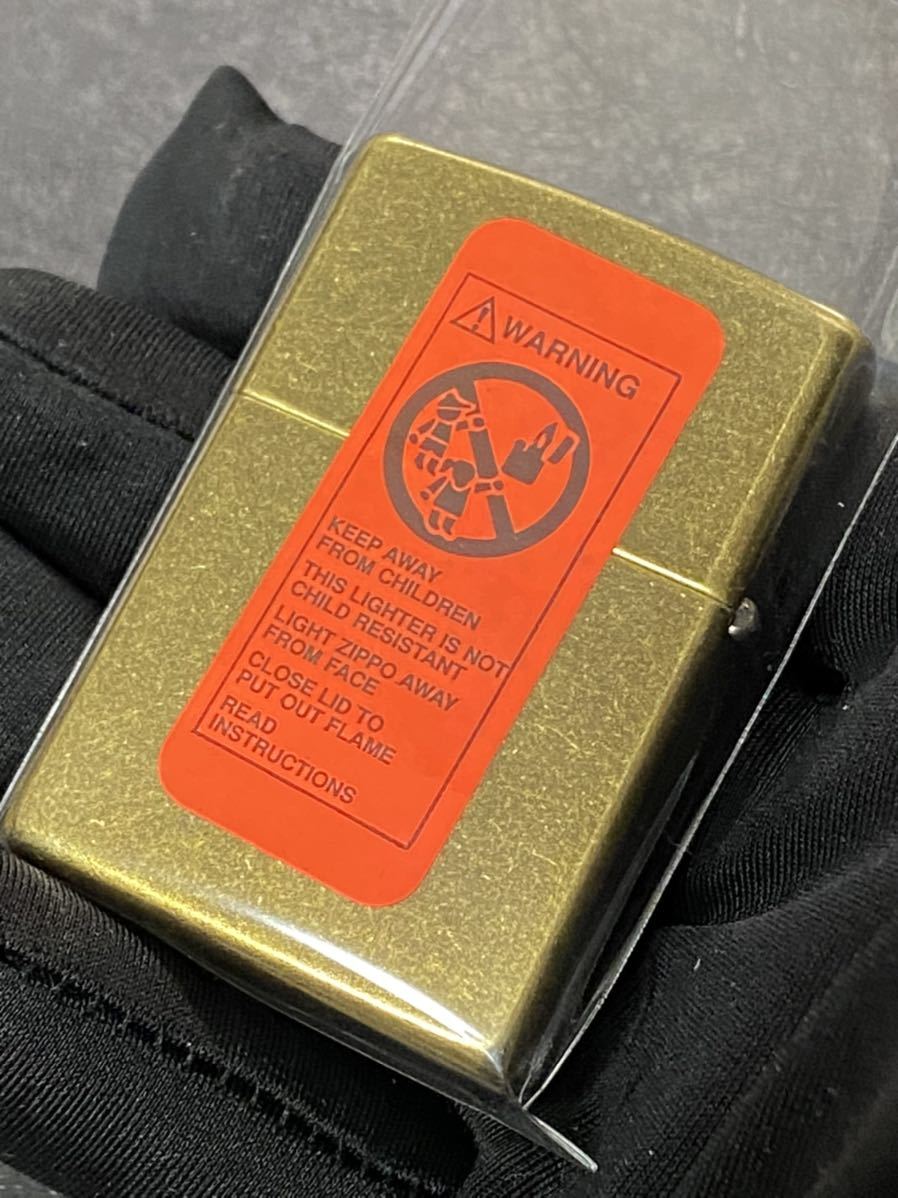 WARNING
KEEP AWAY
FROM CHILDREN
THIS LIGHTER IS NOT
CHILD RESISTANT
LIGHT ZIPPO AWAY
FROM FACE
CLOSE LID TO
PUT OUT FLAME
READ
INSTRUCTIONS